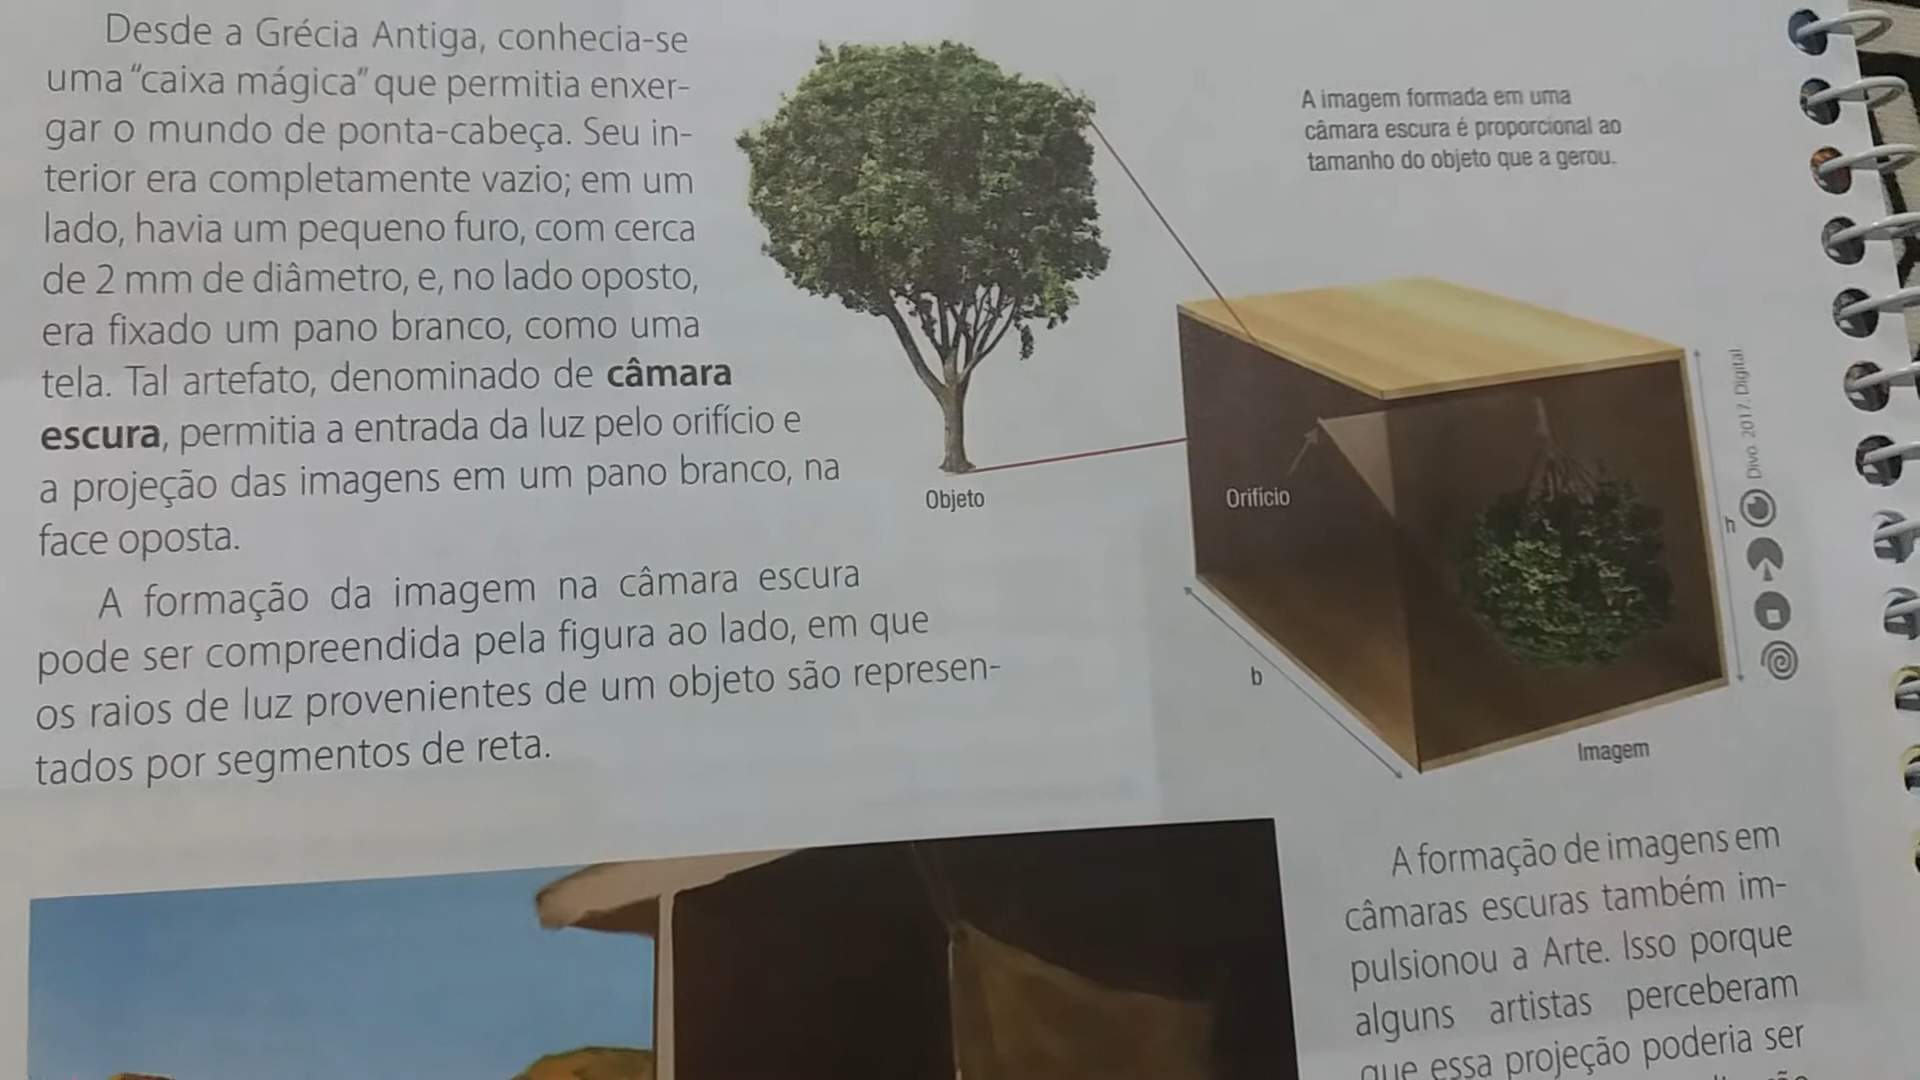 Desde a Grécia Antiga, conhecia-se
uma “caixa mágica” que permitia enxer-
gar o mundo de ponta-cabeça. Seu in-
terior era completamente vazio; em um
lado, havia um pequeno furo, com cerca
de 2 mm de diâmetro, e, no lado oposto,
era fixado um pano branco, como uma
tela. Tal artefato, denominado de câmara
escura, permitia a entrada da luz pelo orifício e
a projeção das imagens em um pano branco, na
face oposta.
A formação da imagem na câmara escura
pode ser compreendida pela figura ao lado, em que
os raios de luz provenientes de um objeto são represen-
tados por segmentos de reta.
A imagem formada em uma
câmara escura é proporcional ao
tamanho do objeto que a gerou.
Objeto
Orifício
b
h
Imagem
Divo. 2017. Digital
A formação de imagens em
câmaras escuras também im-
pulsionou a Arte. Isso porque
alguns artistas perceberam
que essa projeção poderia ser